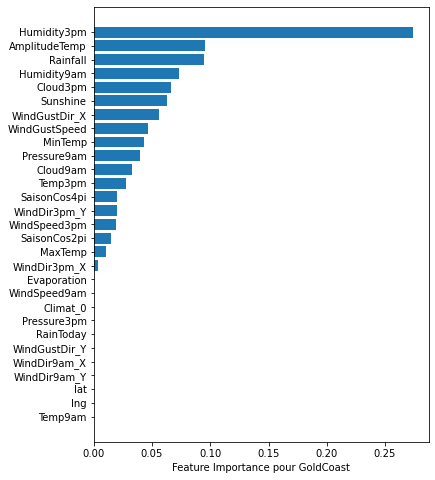 Humidity3pm
AmplitudeTemp
Rainfall
Humidity9am
Cloud3pm
Sunshine
WindGustDir_X
WindGustSpeed
MinTemp
Pressure9am
Cloud9am
Temp3pm
SaisonCos4pi
WindDir3pm_Y
WindSpeed3pm
SaisonCos2pi
MaxTemp
WindDir3pm_X
Evaporation
WindSpeed9am
Climat_0
Pressure3pm
RainToday
WindGustDir_Y
WindDir9am_X
WindDir9am_Y
lat
lng
Temp9am
0.00 0.05 0.10 0.15 0.20 0.25
Feature Importance pour GoldCoast